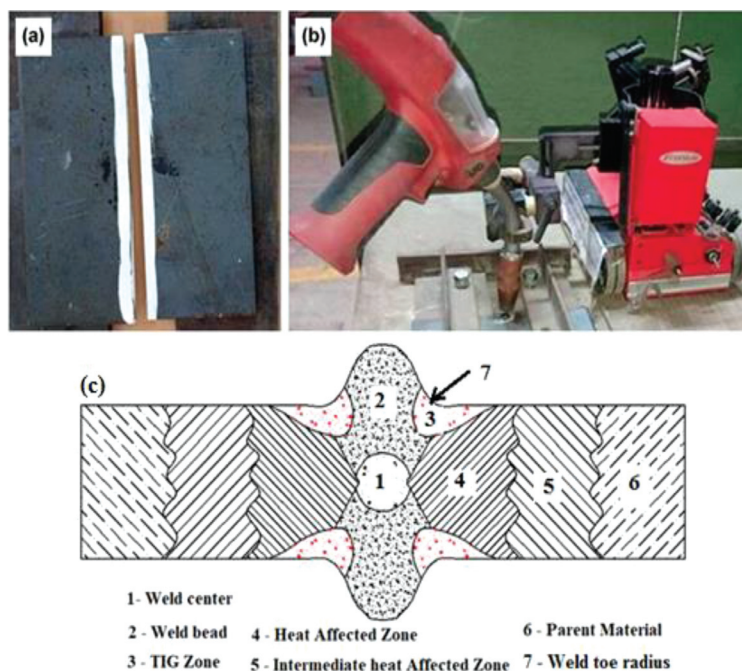 (a)
(b)
(c)
7
2
3
1
4
5
6
1- Weld center
2 - Weld bead
3 - TIG Zone
4 - Heat Affected Zone
5 - Intermediate heat Affected Zone
6 - Parent Material
7 - Weld toe radius